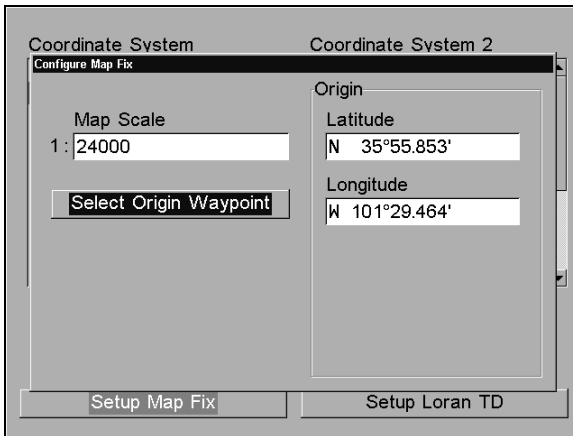 Coordinate System
Coordinate System 2
Configure Map Fix
Map Scale
1: 24000
Select Origin Waypoint
Origin
Latitude
N 35°55.853'
Longitude
W 101°29.464'
Setup Map Fix
Setup Loran TD